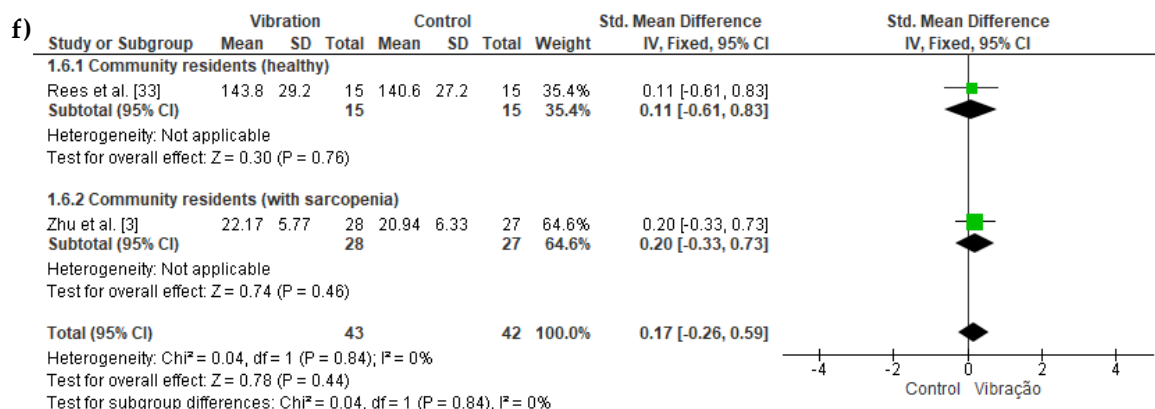 f)
Vibration Control Std. Mean Difference Std. Mean Difference
Study or Subgroup Mean SD Total Mean SD Total Weight IV, Fixed, 95% CI IV, Fixed, 95% CI
1.6.1 Community residents (healthy)
Rees et al. [33] 143.8 29.2 15 140.6 27.2 15 35.4% 0.11 [-0.61, 0.83]
Subtotal (95% CI) 15 15 35.4% 0.11 [-0.61, 0.83]
Heterogeneity: Not applicable
Test for overall effect: Z = 0.30 (P = 0.76)
1.6.2 Community residents (with sarcopenia)
Zhu et al. [3] 22.17 5.77 28 20.94 6.33 27 64.6% 0.20 [-0.33, 0.73]
Subtotal (95% CI) 28 27 64.6% 0.20 [-0.33, 0.73]
Heterogeneity: Not applicable
Test for overall effect: Z = 0.74 (P = 0.46)
Total (95% CI) 43 42 100.0% 0.17 [-0.26, 0.59]
Heterogeneity: Chi² = 0.04, df = 1 (P = 0.84); I² = 0%
Test for overall effect: Z = 0.78 (P = 0.44)
Test for subgroup differences: Chi² = 0.04, df = 1 (P = 0.84), I² = 0%
-4 -2 0 2 4
Control Vibração